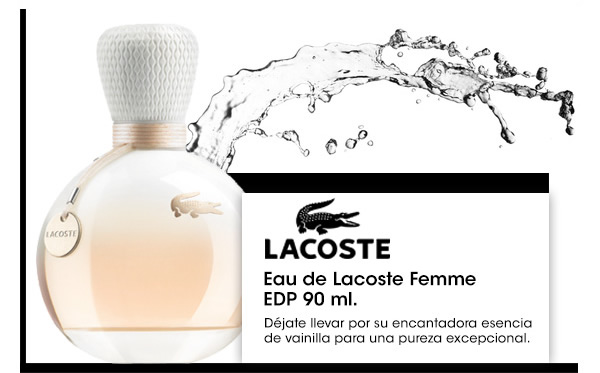 LACOSTE
LACOSTE
Eau de Lacoste Femme
EDP 90 ml.
Déjate llevar por su encantadora esencia
de vainilla para una pureza excepcional.